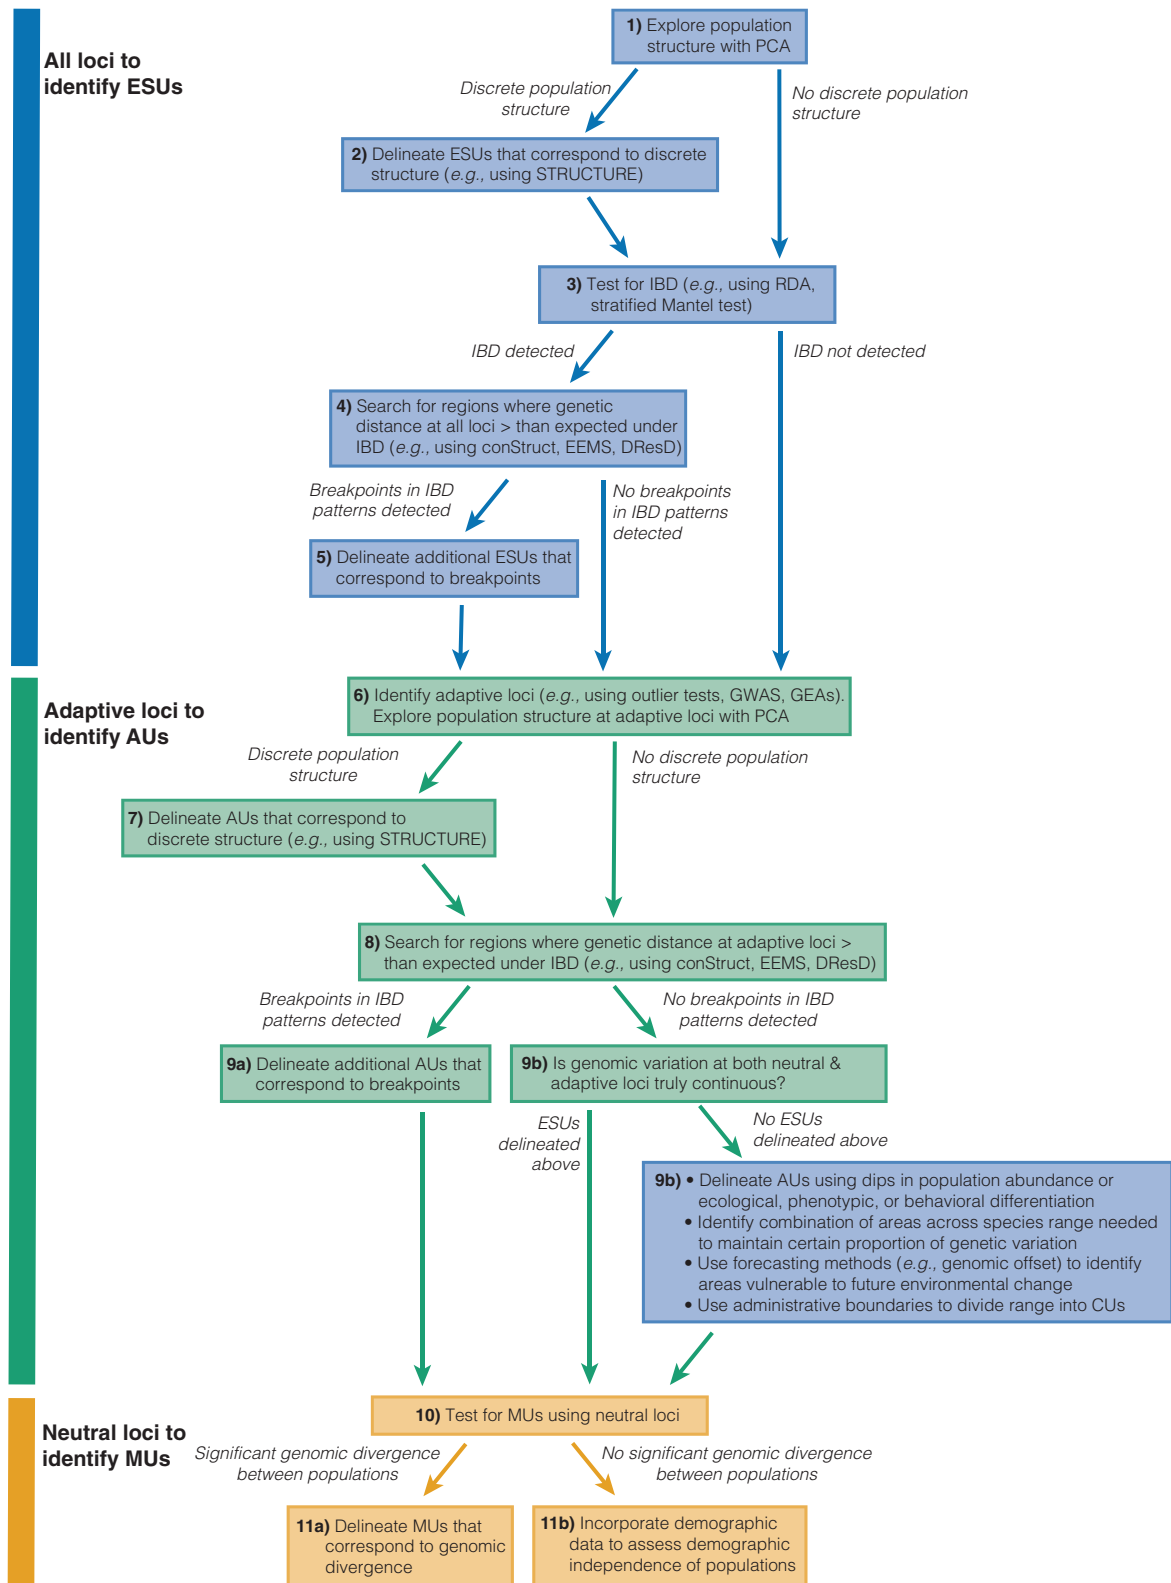 All loci to
identify ESUs
1) Explore population
structure with PCA
Discrete population
structure
No discrete population
structure
2) Delineate ESUs that correspond to discrete
structure (e.g., using STRUCTURE)
3) Test for IBD (e.g., using RDA,
stratified Mantel test)
IBD detected
IBD not detected
4) Search for regions where genetic
distance at all loci > than expected under
IBD (e.g., using conStruct, EEMS, DResD)
Breakpoints in IBD
patterns detected
No breakpoints
in IBD patterns
detected
5) Delineate additional ESUs that
correspond to breakpoints
Adaptive loci to
identify AUs
6) Identify adaptive loci (e.g., using outlier tests, GWAS, GEAs).
Explore population structure at adaptive loci with PCA
Discrete population
structure
No discrete population
structure
7) Delineate AUs that correspond to
discrete structure (e.g., using STRUCTURE)
8) Search for regions where genetic distance at adaptive loci >
than expected under IBD (e.g., using conStruct, EEMS, DResD)
Breakpoints in IBD
patterns detected
No breakpoints in IBD
patterns detected
9a) Delineate additional AUs that
correspond to breakpoints
9b) Is genomic variation at both neutral &
adaptive loci truly continuous?
ESUs
delineated
above
No ESUs
delineated above
9b) • Delineate AUs using dips in population abundance or
ecological, phenotypic, or behavioral differentiation
• Identify combination of areas across species range needed
to maintain certain proportion of genetic variation
• Use forecasting methods (e.g., genomic offset) to identify
areas vulnerable to future environmental change
• Use administrative boundaries to divide range into CUs
Neutral loci to
identify MUs
10) Test for MUs using neutral loci
Significant genomic divergence
between populations
No significant genomic divergence
between populations
11a) Delineate MUs that
correspond to genomic
divergence
11b) Incorporate demographic
data to assess demographic
independence of populations